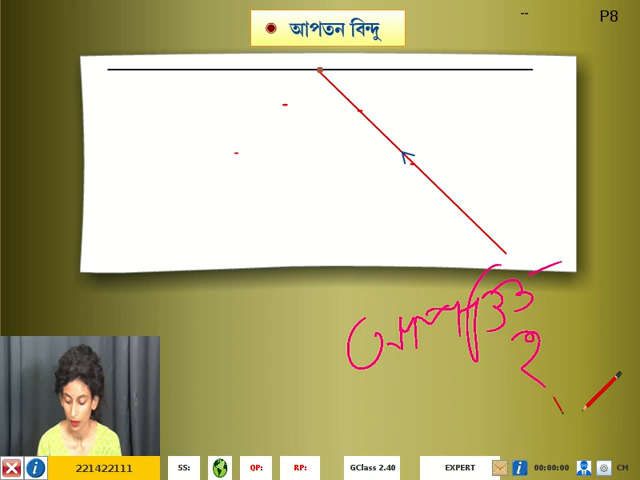 আপতন বিন্দু
--
P8
221422111
SS:
QP:
RP:
GClass 2.40
EXPERT
00:00:00
CM